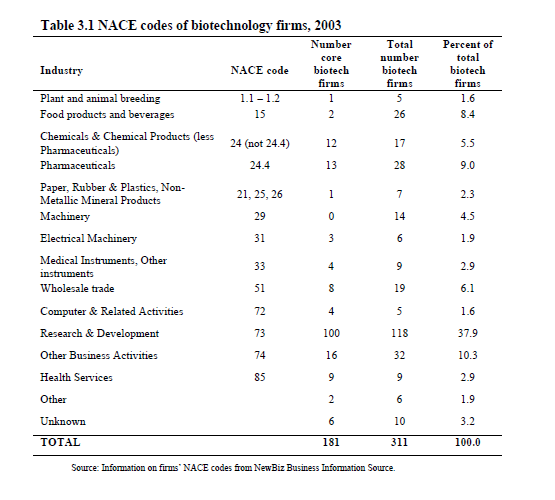 Table 3.1 NACE codes of biotechnology firms, 2003
Industry NACE code Number core biotech firms Total number biotech firms Percent of total biotech firms
Plant and animal breeding 1.1 – 1.2 1 5 1.6
Food products and beverages 15 2 26 8.4
Chemicals & Chemical Products (less Pharmaceuticals) 24 (not 24.4) 12 17 5.5
Pharmaceuticals 24.4 13 28 9.0
Paper, Rubber & Plastics, Non-Metallic Mineral Products 21, 25, 26 1 7 2.3
Machinery 29 0 14 4.5
Electrical Machinery 31 3 6 1.9
Medical Instruments, Other instruments 33 4 9 2.9
Wholesale trade 51 8 19 6.1
Computer & Related Activities 72 4 5 1.6
Research & Development 73 100 118 37.9
Other Business Activities 74 16 32 10.3
Health Services 85 9 9 2.9
Other 2 6 1.9
Unknown 6 10 3.2
TOTAL 181 311 100.0
Source: Information on firms' NACE codes from NewBiz Business Information Source.